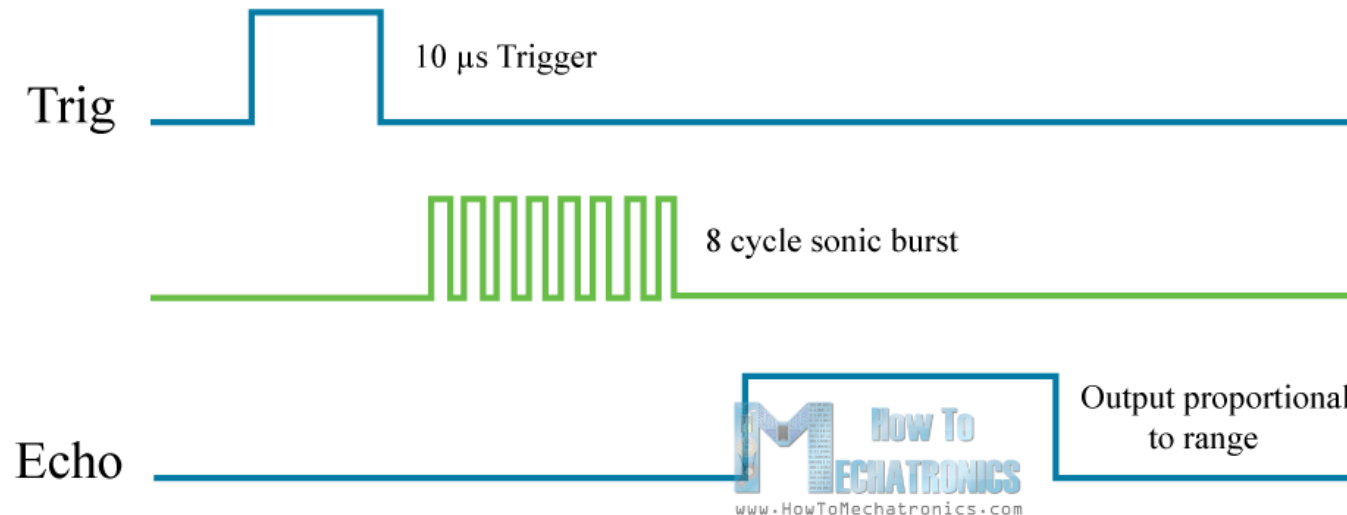 10 µs Trigger
Trig
8 cycle sonic burst
Echo
Output proportional
to range
How To
MECHATRONICS
www.HowToMechatronics.com